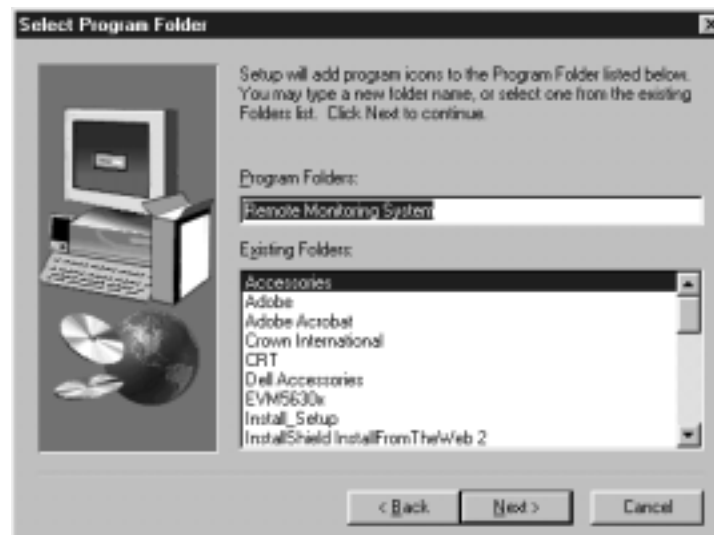 Select Program Folder
Setup will add program icons to the Program Folder listed below.
You may type a new folder name, or select one from the existing
Folders list. Click Next to continue.
Program Folders:
Remote Monitoring System
Existing Folders:
Accessories
Adobe
Adobe Acrobat
Crown International
CRT
Dell Accessories
EVM5630x
Install_Setup
InstallShield InstallFromTheWeb 2
< Back
Next >
Cancel